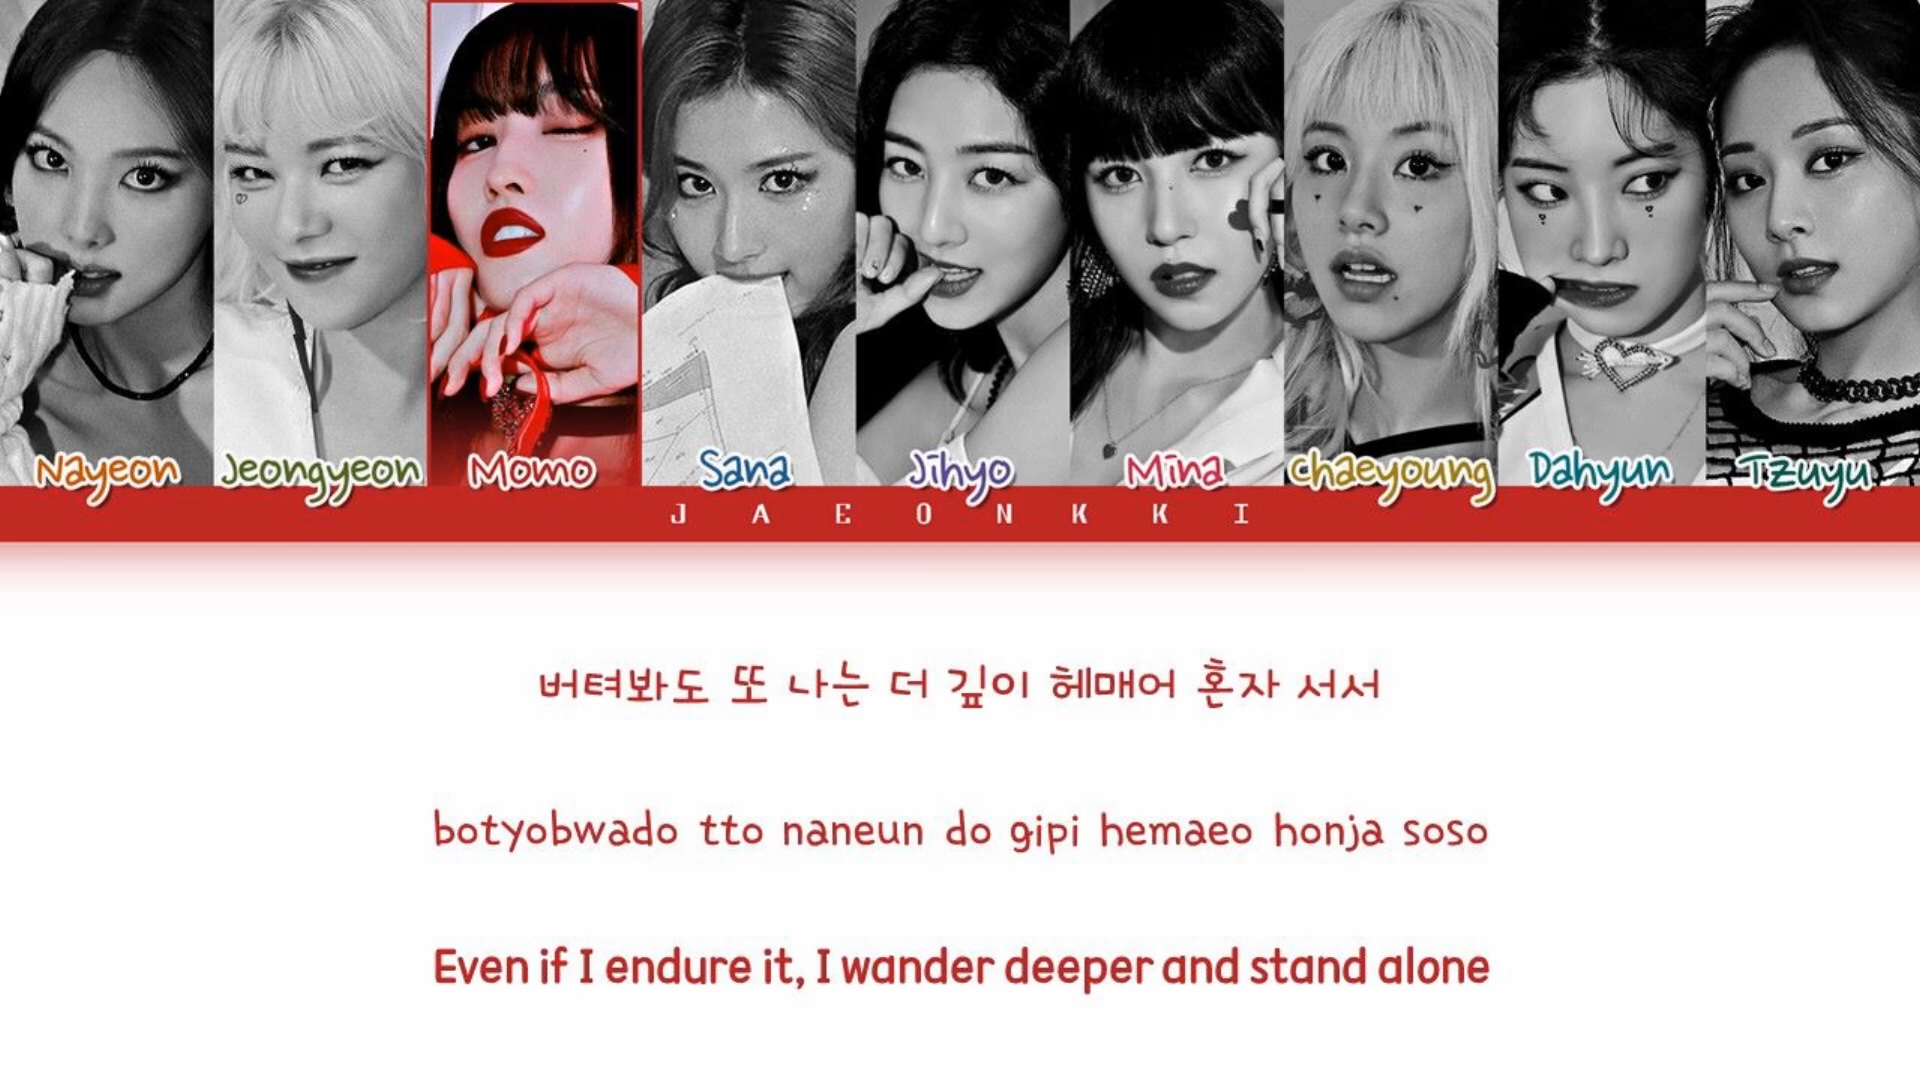 Nayeon Jeongyeon Momo Sana Jihyo Mina Chaeyoung Dahyun Tzuyu
J A E O N K K I
버텨봐도 또 나는 더 깊이 헤매어 혼자 서서
botyobwado tto naneun do gipi hemaeo honja soso
Even if I endure it, I wander deeper and stand alone